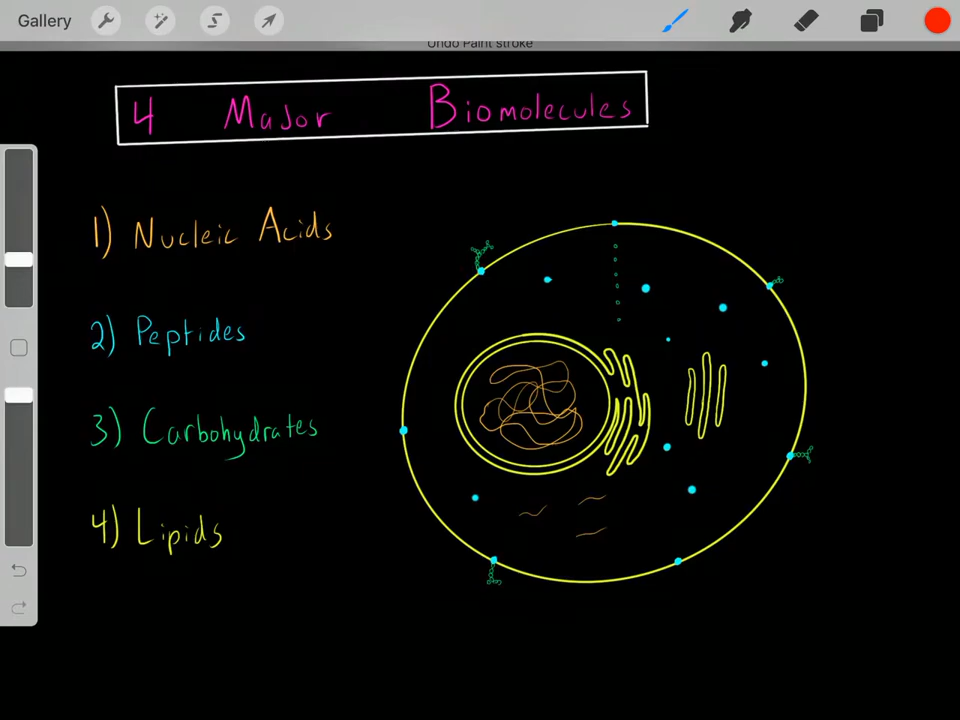 Gallery
Undo Paint stroke
4 Major Biomolecules
1) Nucleic Acids
2) Peptides
3) Carbohydrates
4) Lipids